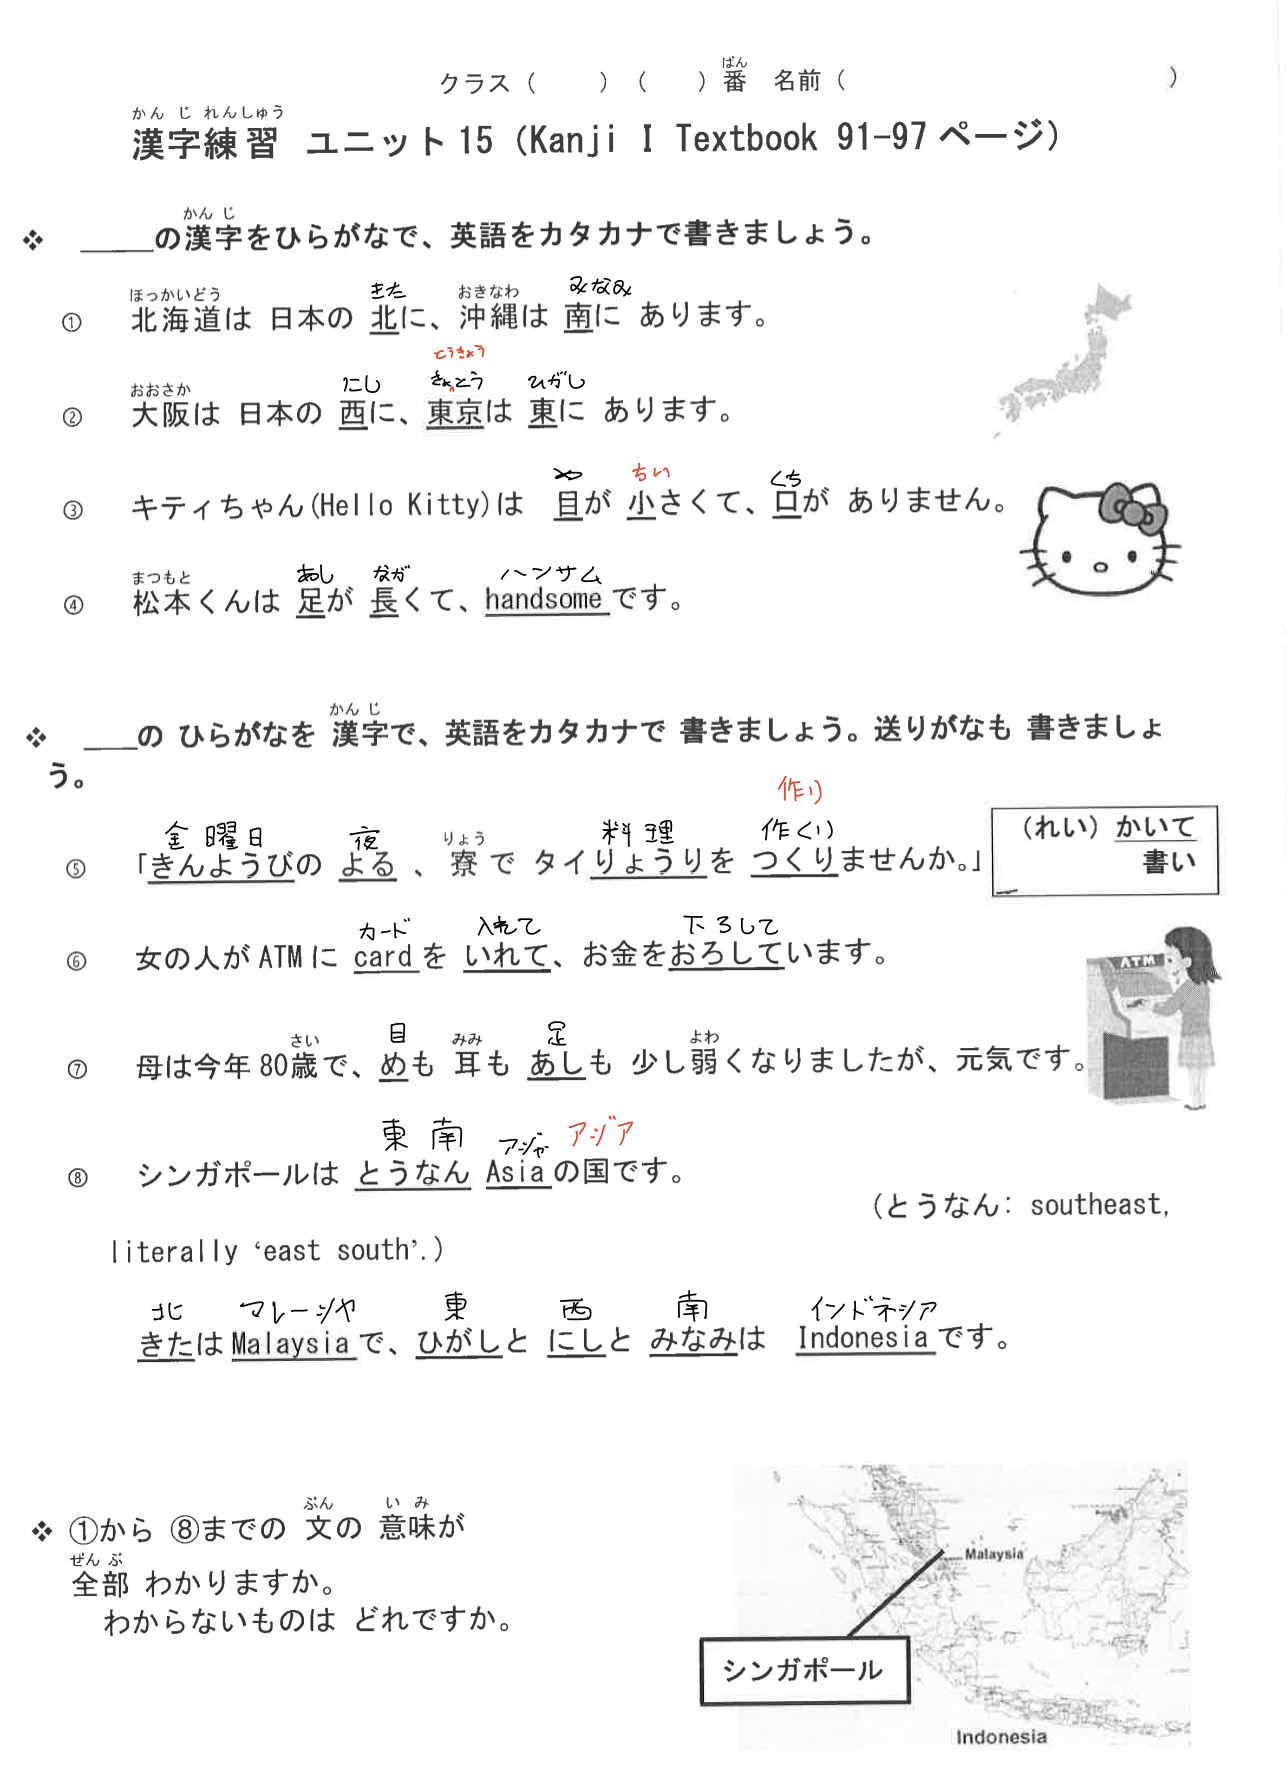 クラス（　　）（　　）番　名前（　　　　　　　　　　）
ばん
かん じ れんしゅう
漢字練習　ユニット 15（Kanji I Textbook 91-97 ページ）
かん じ
❖ ＿＿の漢字をひらがなで、英語をカタカナで書きましょう。
ほっかいどう きた おきなわ みなみ
① 北海道は 日本の 北に、沖縄は 南に あります。
とうきょう
おおさか にし きょとう ひがし
② 大阪は 日本の 西に、東京は 東に あります。
め ちい くち
③ キティちゃん(Hello Kitty)は 目が 小さくて、口が ありません。
まつもと あし なが ハンサム
④ 松本くんは 足が 長くて、handsome です。
かん じ
❖ ＿＿の ひらがなを 漢字で、英語をカタカナで 書きましょう。送りがなも 書きましょ
う。
作り
金曜日 夜 りょう 料理 作くり
⑤ 「きんようびの よる 、寮で タイりょうりを つくりませんか。」
（れい）かいて
書い
カード 入れて 下ろして
⑥ 女の人が ATM に card を いれて、お金をおろしています。
ATM
さい 目 みみ 足 よわ
⑦ 母は今年 80歳で、めも 耳も あしも 少し弱くなりましたが、元気です。
東南 アジャ アジア
⑧ シンガポールは とうなん Asia の国です。
（とうなん: southeast,
literally ‘east south’.）
北 マレーシヤ 東 西 南 インドネシア
きたは Malaysia で、ひがしと にしと みなみは Indonesia です。
ぶん い み
❖ ①から ⑧までの 文の 意味が
ぜん ぶ
全部 わかりますか。
わからないものは どれですか。
Malaysia
シンガポール
Indonesia